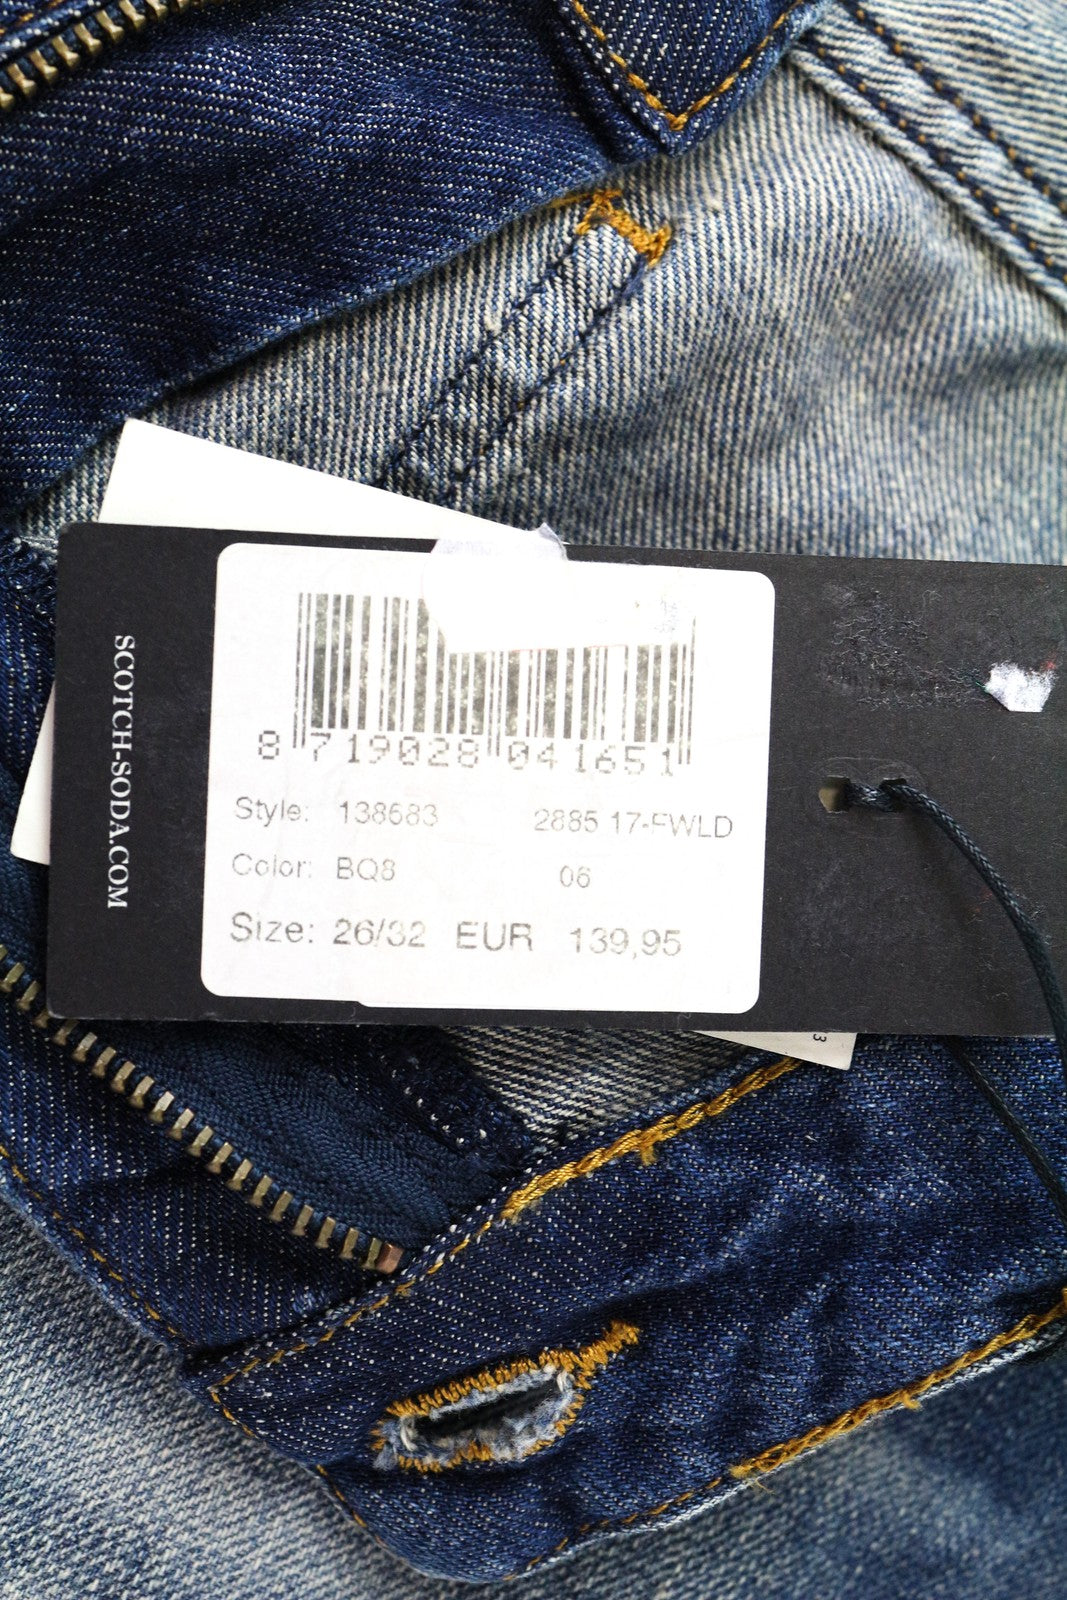 SCOTCH-SODA.COM
8 719028 041651
Style: 138683 2885 17-FWLD
Color: BQ8 06
Size: 26/32 EUR 139,95
3